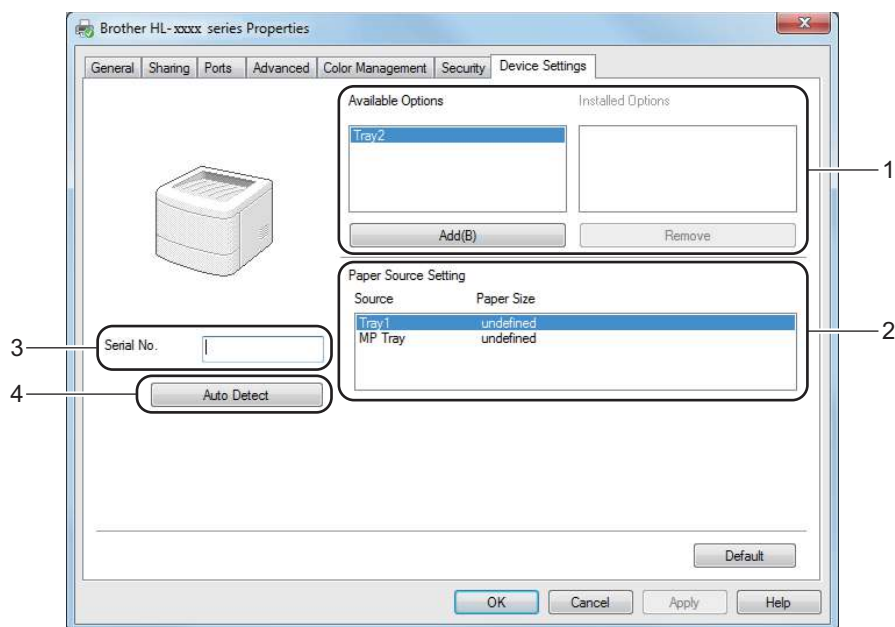 Brother HL-xxxx series Properties
General Sharing Ports Advanced Color Management Security Device Settings
Available Options Installed Options
Tray2
1
Add(B) Remove
Paper Source Setting
Source Paper Size
Tray1 undefined
MP Tray undefined
2
3 Serial No.
4 Auto Detect
Default
OK Cancel Apply Help